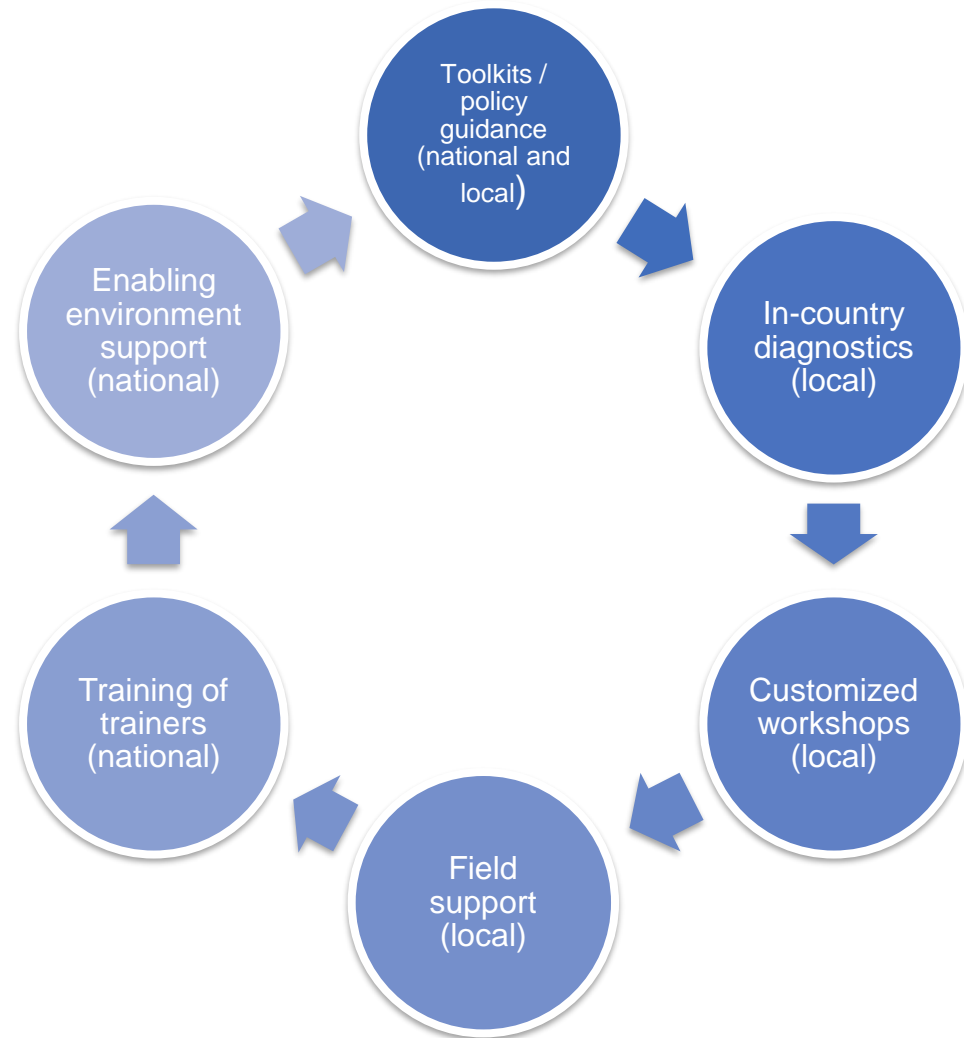 Toolkits /
policy
guidance
(national and
local)
In-country
diagnostics
(local)
Customized
workshops
(local)
Field
support
(local)
Training of
trainers
(national)
Enabling
environment
support
(national)